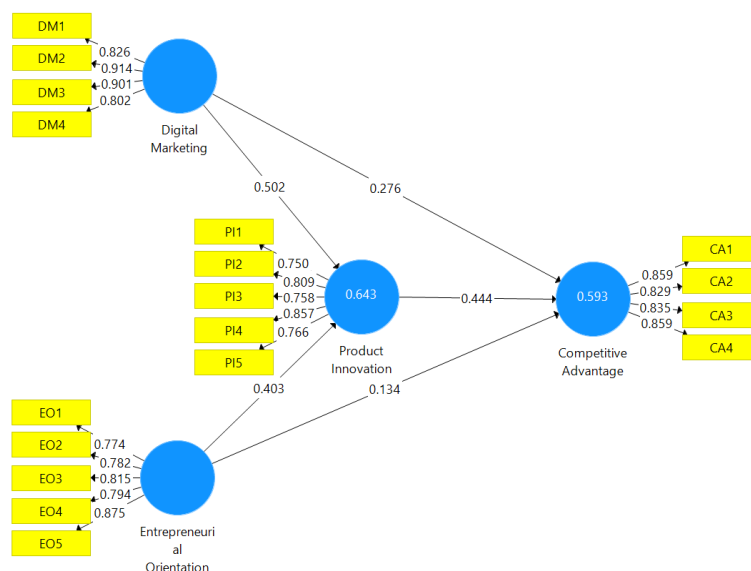 DM1
DM2
DM3
DM4
0.826
0.914
0.901
0.802
Digital
Marketing
0.502
0.276
PI1
PI2
PI3
PI4
PI5
0.750
0.809
0.758
0.857
0.766
0.643
Product
Innovation
0.444
0.593
Competitive
Advantage
0.859
0.829
0.835
0.859
CA1
CA2
CA3
CA4
0.403
0.134
EO1
EO2
EO3
EO4
EO5
0.774
0.782
0.815
0.794
0.875
Entrepreneuri
al
Orientation